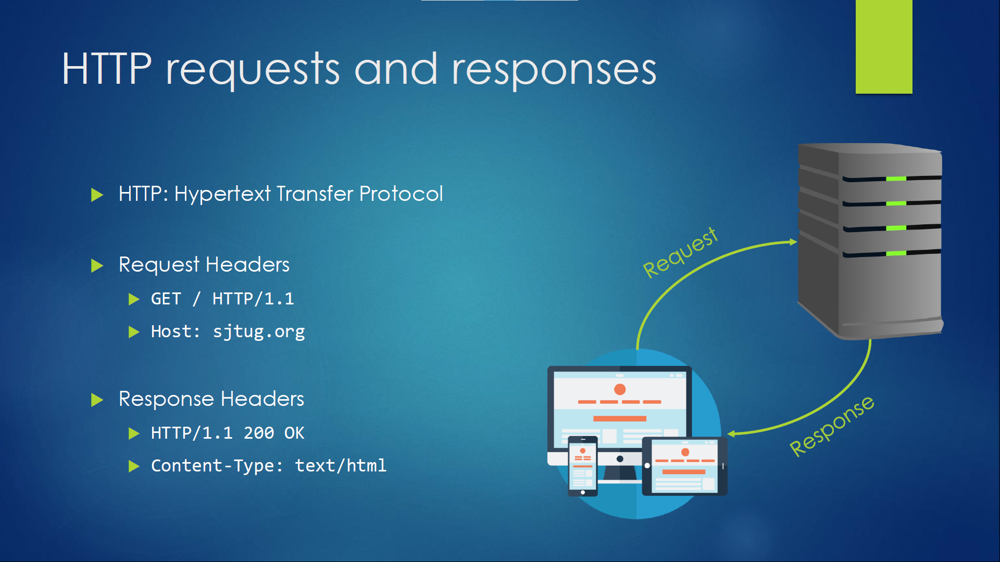 HTTP requests and responses
HTTP: Hypertext Transfer Protocol
Request Headers
GET / HTTP/1.1
Host: sjtug.org
Response Headers
HTTP/1.1 200 OK
Content-Type: text/html
Request
Response